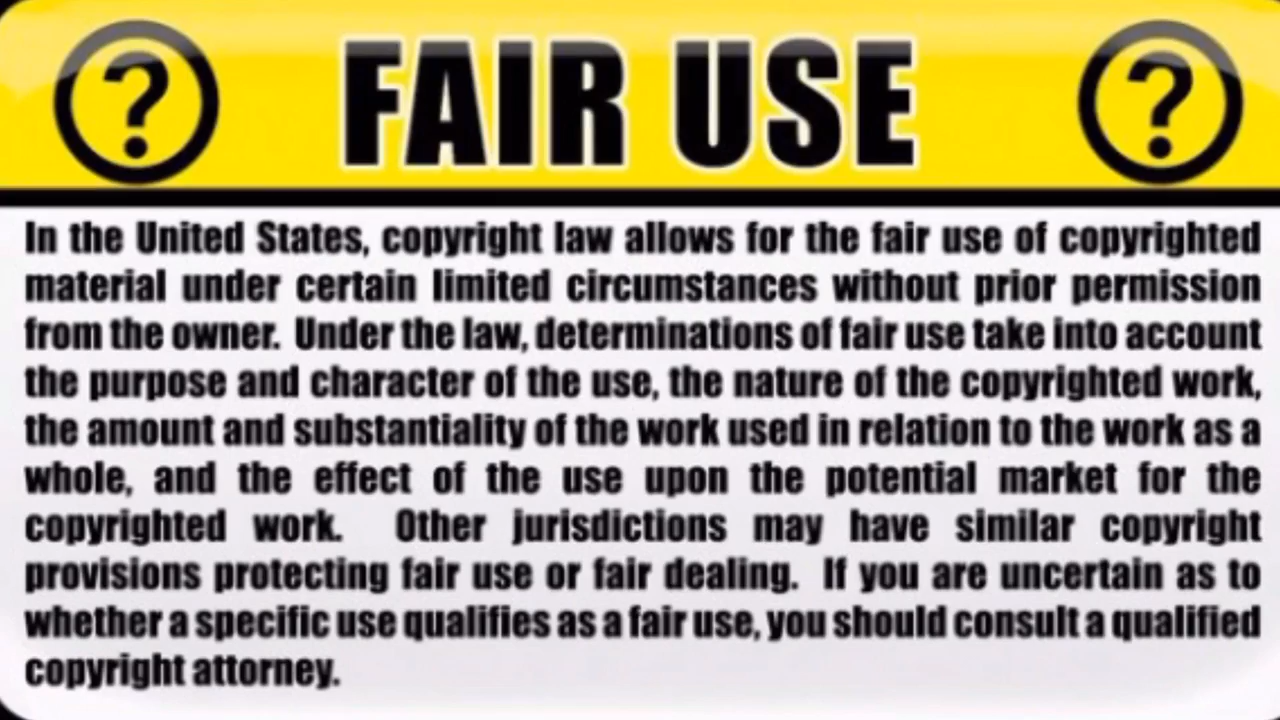 ? FAIR USE ?
In the United States, copyright law allows for the fair use of copyrighted
material under certain limited circumstances without prior permission
from the owner. Under the law, determinations of fair use take into account
the purpose and character of the use, the nature of the copyrighted work,
the amount and substantiality of the work used in relation to the work as a
whole, and the effect of the use upon the potential market for the
copyrighted work. Other jurisdictions may have similar copyright
provisions protecting fair use or fair dealing. If you are uncertain as to
whether a specific use qualifies as a fair use, you should consult a qualified
copyright attorney.